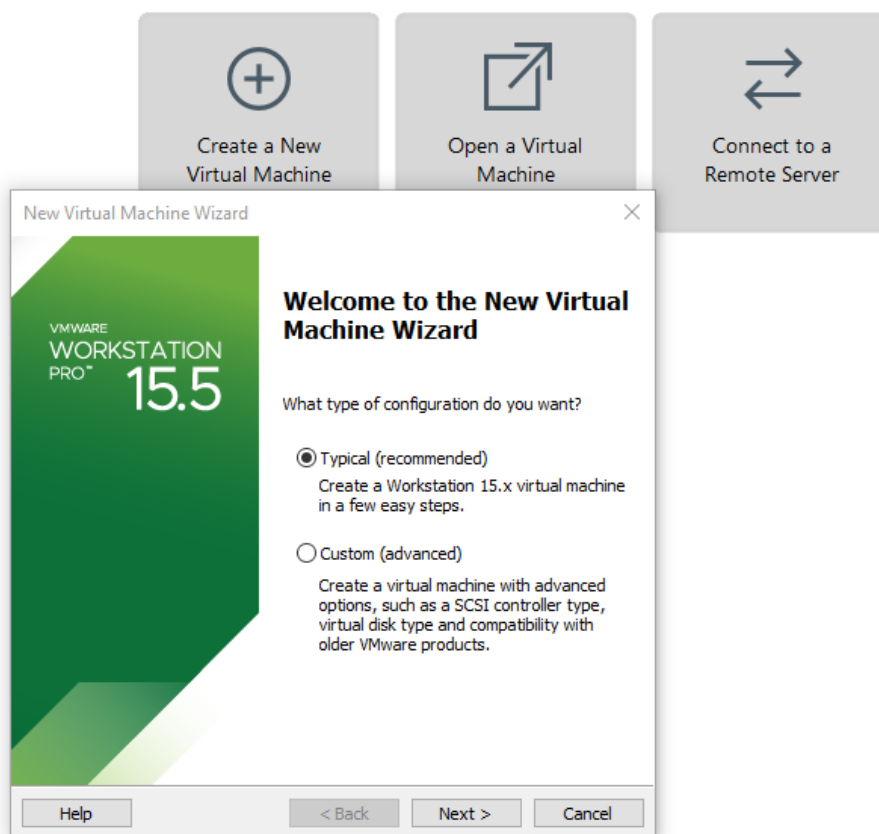 Create a New
Virtual Machine
Open a Virtual
Machine
Connect to a
Remote Server
New Virtual Machine Wizard
VMWARE
WORKSTATION
PRO™ 15.5
Welcome to the New Virtual
Machine Wizard
What type of configuration do you want?
Typical (recommended)
Create a Workstation 15.x virtual machine
in a few easy steps.
Custom (advanced)
Create a virtual machine with advanced
options, such as a SCSI controller type,
virtual disk type and compatibility with
older VMware products.
Help
< Back
Next >
Cancel